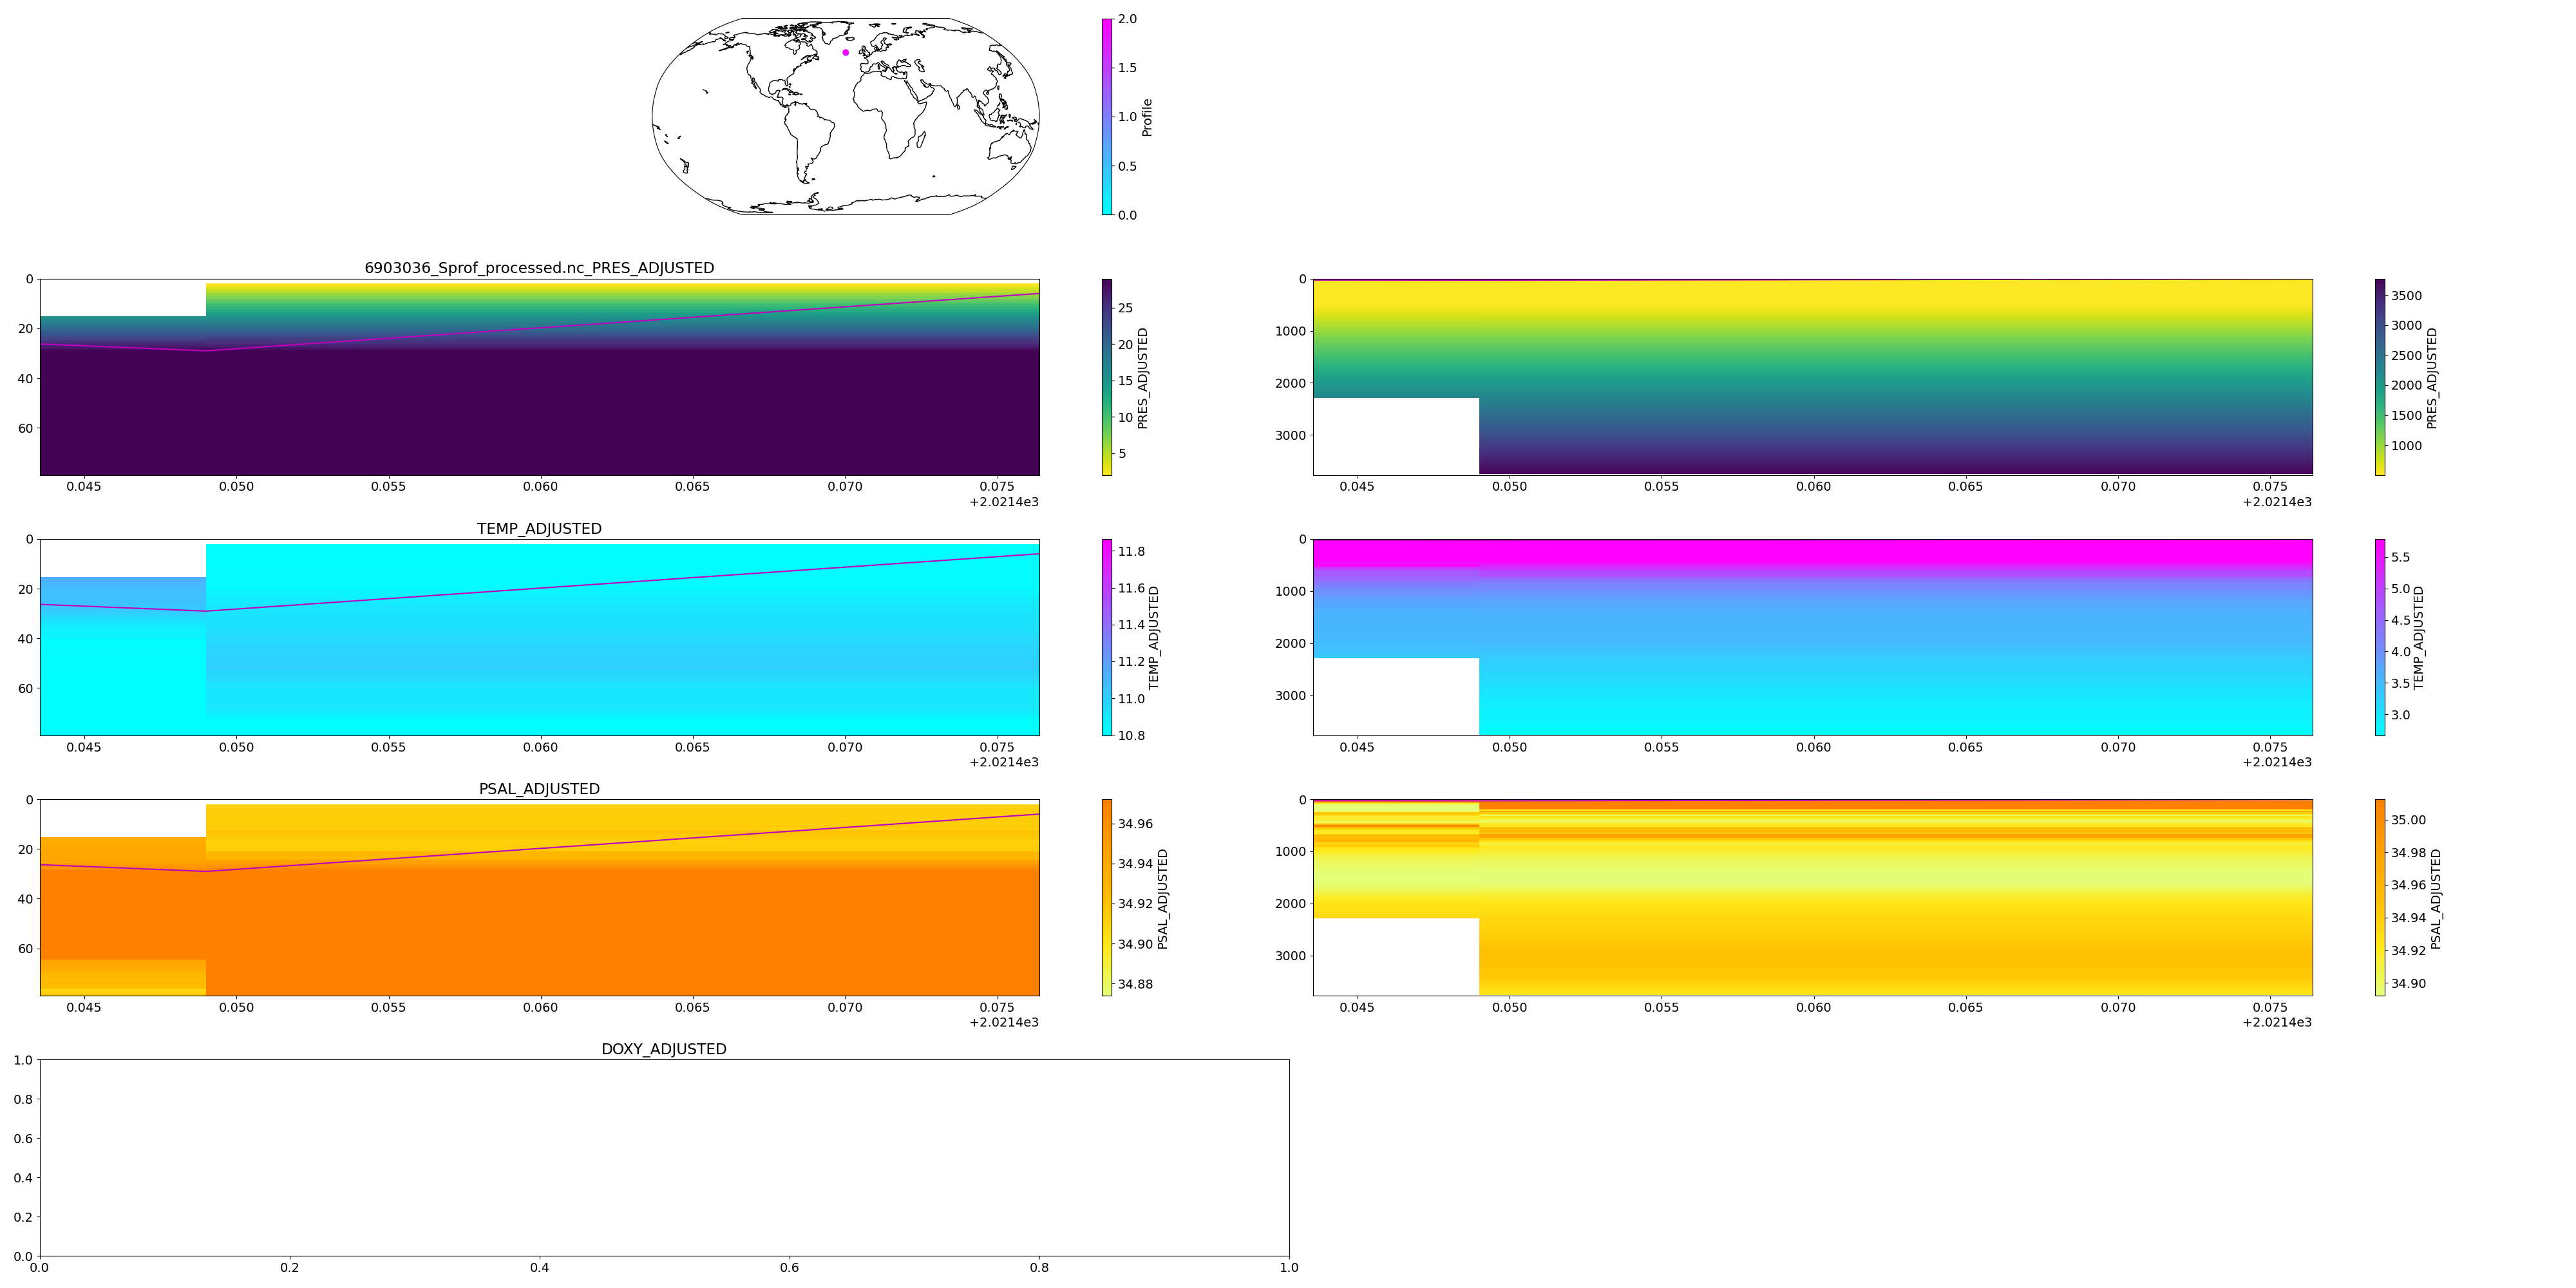 2.0
1.5
1.0
0.5
0.0
Profile
6903036_Sprof_processed.nc_PRES_ADJUSTED
0
20
40
60
0.045 0.050 0.055 0.060 0.065 0.070 0.075
+2.0214e3
25
20
15
10
5
PRES_ADJUSTED
0
1000
2000
3000
0.045 0.050 0.055 0.060 0.065 0.070 0.075
+2.0214e3
3500
3000
2500
2000
1500
1000
PRES_ADJUSTED
TEMP_ADJUSTED
0
20
40
60
0.045 0.050 0.055 0.060 0.065 0.070 0.075
+2.0214e3
11.8
11.6
11.4
11.2
11.0
10.8
TEMP_ADJUSTED
0
1000
2000
3000
0.045 0.050 0.055 0.060 0.065 0.070 0.075
+2.0214e3
5.5
5.0
4.5
4.0
3.5
3.0
TEMP_ADJUSTED
PSAL_ADJUSTED
0
20
40
60
0.045 0.050 0.055 0.060 0.065 0.070 0.075
+2.0214e3
34.96
34.94
34.92
34.90
34.88
PSAL_ADJUSTED
0
1000
2000
3000
0.045 0.050 0.055 0.060 0.065 0.070 0.075
+2.0214e3
35.00
34.98
34.96
34.94
34.92
34.90
PSAL_ADJUSTED
DOXY_ADJUSTED
1.0
0.8
0.6
0.4
0.2
0.0
0.0 0.2 0.4 0.6 0.8 1.0